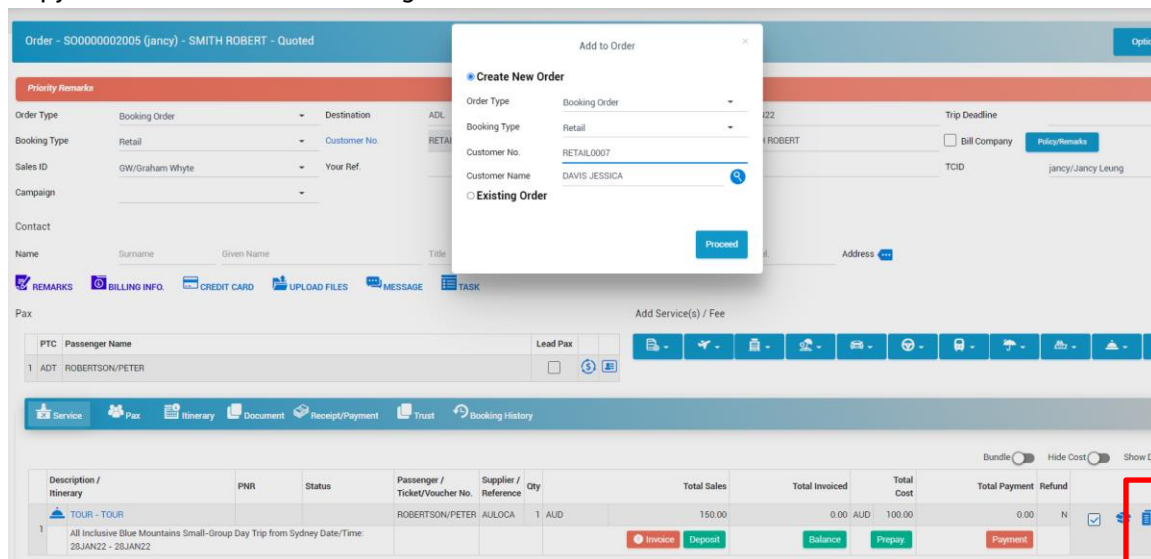 Order - SO0000002005 (jancy) - SMITH ROBERT - Quoted
Add to Order
×
Priority Remarks
Create New Order
Order Type Booking Order
Booking Type Retail
Customer No. RETAIL0007
Customer Name DAVIS JESSICA
Existing Order
Proceed
Order Type Booking Order Destination ADL Trip Deadline
Booking Type Retail Customer No. ROBERT Bill Company Policy/Remarks
Sales ID GW/Graham Whyte Your Ref. TCID jancy/Jancy Leung
Campaign
Contact
Name Surname Given Name Title Address
REMARKS BILLING INFO. CREDIT CARD UPLOAD FILES MESSAGE TASK
Pax Add Service(s) / Fee
PTC Passenger Name Lead Pax
1 ADT ROBERTSON/PETER
Service Pax Itinerary Document Receipt/Payment Trust Booking History
Bundle Hide Cost Show
Description / Itinerary PNR Status Passenger / Ticket/Voucher No. Supplier / Reference Qty Total Sales Total Invoiced Total Cost Total Payment Refund
1 TOUR - TOUR ROBERTSON/PETER AULOCA 1 AUD 150.00 0.00 AUD 100.00 0.00 N
All Inclusive Blue Mountains Small-Group Day Trip from Sydney Date/Time: Invoice Deposit Balance Prepay. Payment
28JAN22 - 28JAN22